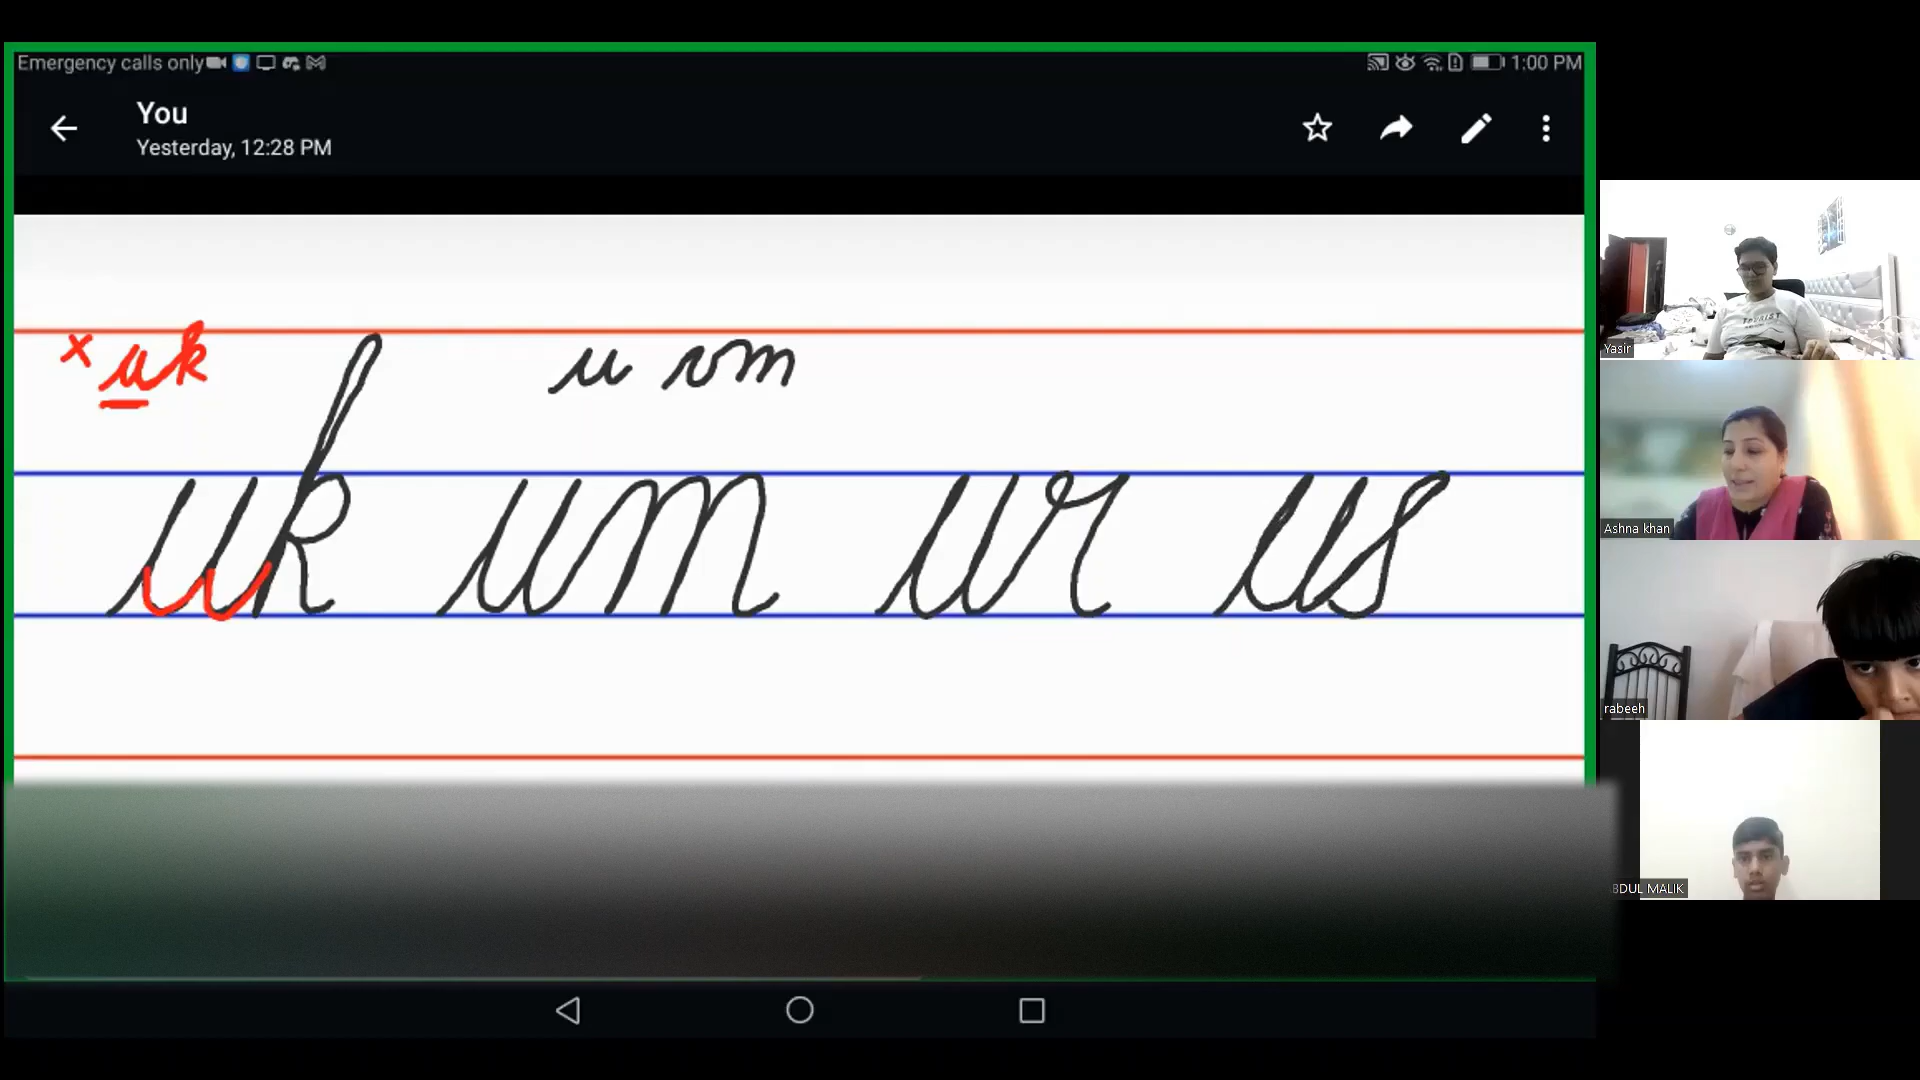 Emergency calls only 1:00 PM
You
Yesterday, 12:28 PM
x uk
u vm
uk um ur us
Yasir
Ashna khan
rabeeh
BDUL MALIK